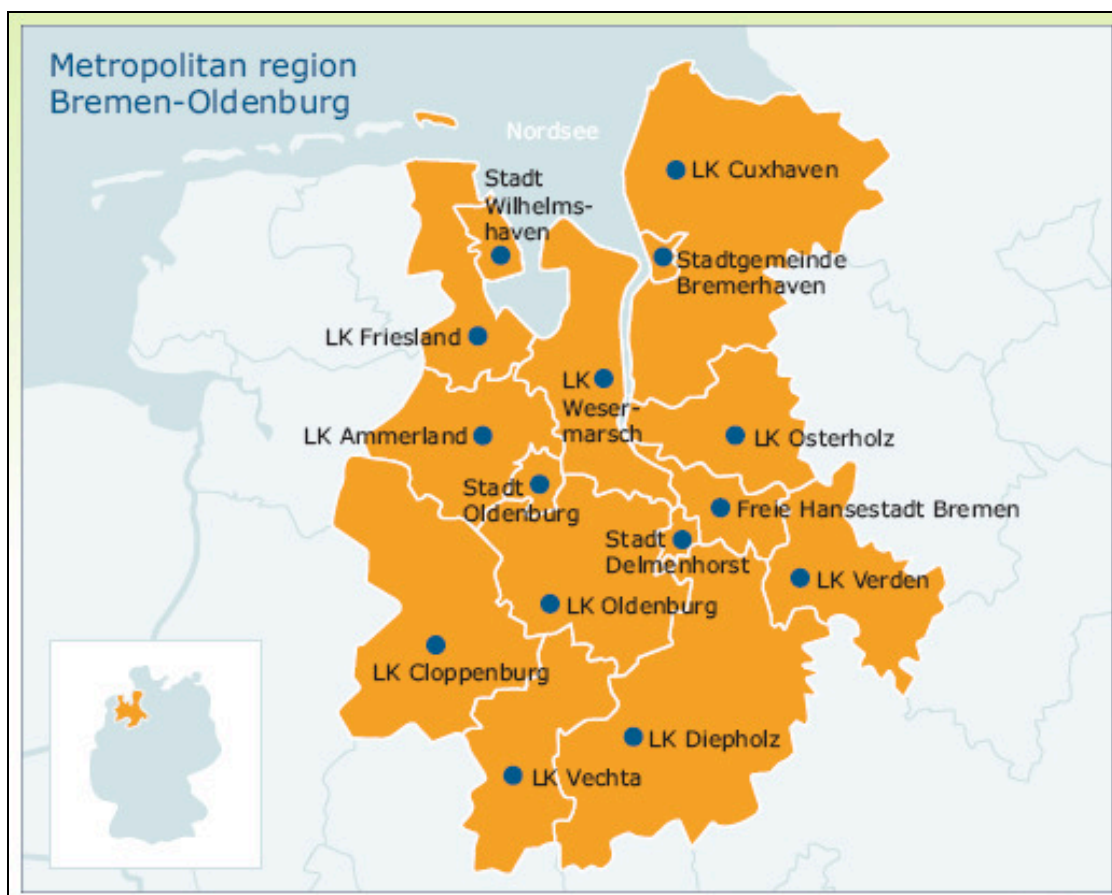 Metropolitan region
Bremen-Oldenburg
Nordsee
LK Cuxhaven
Stadt
Wilhelms-
haven
Stadtgemeinde
Bremerhaven
LK Friesland
LK
Weser-
marsch
LK Ammerland
LK Osterholz
Stadt
Oldenburg
Freie Hansestadt Bremen
Stadt
Delmenhorst
LK Verden
LK Oldenburg
LK Cloppenburg
LK Diepholz
LK Vechta